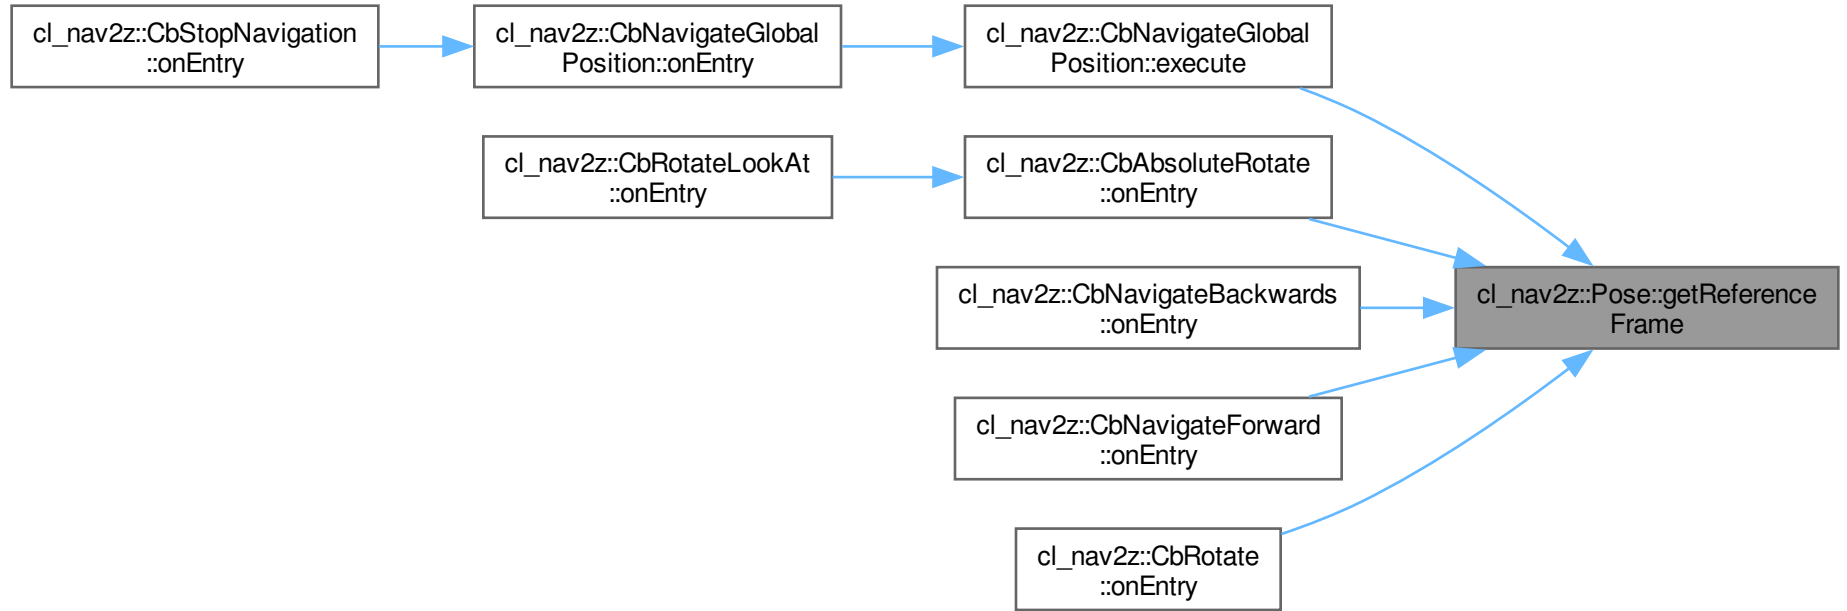 cl_nav2z::CbStopNavigation
::onEntry
cl_nav2z::CbNavigateGlobal
Position::onEntry
cl_nav2z::CbNavigateGlobal
Position::execute
cl_nav2z::CbRotateLookAt
::onEntry
cl_nav2z::CbAbsoluteRotate
::onEntry
cl_nav2z::CbNavigateBackwards
::onEntry
cl_nav2z::Pose::getReference
Frame
cl_nav2z::CbNavigateForward
::onEntry
cl_nav2z::CbRotate
::onEntry